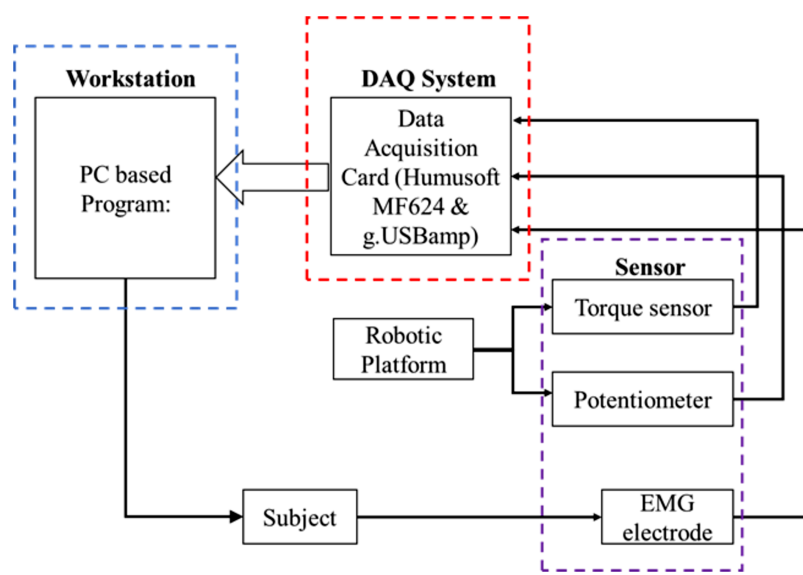 Workstation
PC based
Program:
DAQ System
Data
Acquisition
Card (Humusoft
MF624 &
g.USBamp)
Sensor
Torque sensor
Robotic
Platform
Potentiometer
Subject
EMG
electrode